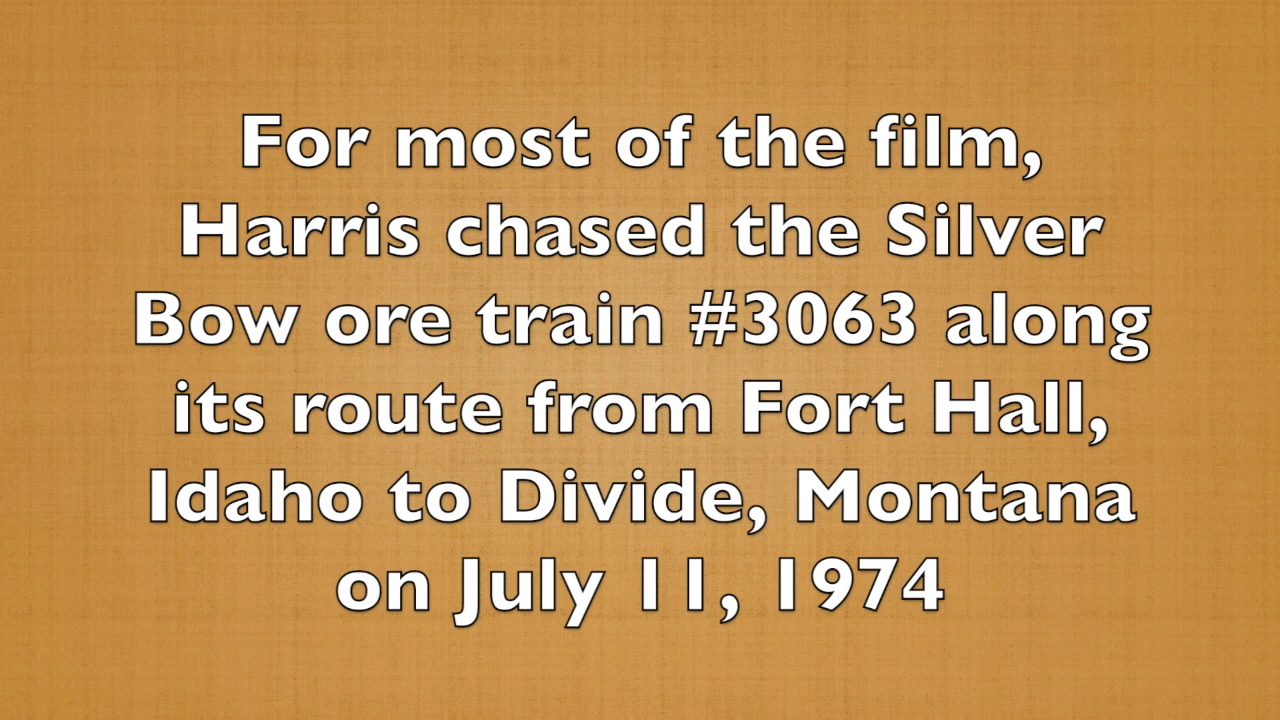 For most of the film,
Harris chased the Silver
Bow ore train #3063 along
its route from Fort Hall,
Idaho to Divide, Montana
on July 11, 1974